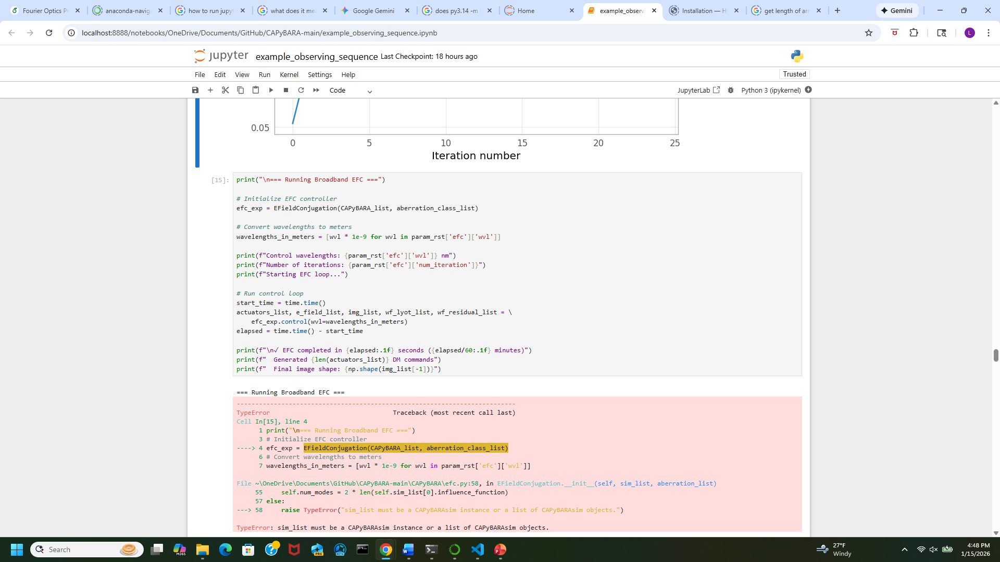 Fourier Optics Pr
anaconda-naviga
how to run jupyt
what does it me
Google Gemini
does py3.14 -m
Home
example_observi
Installation — H
get length of arr
Gemini
localhost:8888/notebooks/OneDrive/Documents/GitHub/CAPyBARA-main/example_observing_sequence.ipynb
L
jupyter example_observing_sequence Last Checkpoint: 18 hours ago
File Edit View Run Kernel Settings Help
Trusted
Code
JupyterLab
Python 3 (ipykernel)
0.05
0 5 10 15 20 25
Iteration number
[15]:
print("\n=== Running Broadband EFC ===")
# Initialize EFC controller
efc_exp = EFieldConjugation(CAPyBARA_list, aberration_class_list)
# Convert wavelengths to meters
wavelengths_in_meters = [wvl * 1e-9 for wvl in param_rst['efc']['wvl']]
print(f"Control wavelengths: {param_rst['efc']['wvl']} nm")
print(f"Number of iterations: {param_rst['efc']['num_iteration']}")
print(f"Starting EFC loop...")
# Run control loop
start_time = time.time()
actuators_list, e_field_list, img_list, wf_lyot_list, wf_residual_list = \
efc_exp.control(wvl=wavelengths_in_meters)
elapsed = time.time() - start_time
print(f"\n✓ EFC completed in {elapsed:.1f} seconds ({elapsed/60:.1f} minutes)")
print(f"  Generated {len(actuators_list)} DM commands")
print(f"  Final image shape: {np.shape(img_list[-1])}")
=== Running Broadband EFC ===
---------------------------------------------------------------------------
TypeError                                 Traceback (most recent call last)
Cell In[15], line 4
1 print("\n=== Running Broadband EFC ===")
3 # Initialize EFC controller
----> 4 efc_exp = EFieldConjugation(CAPyBARA_list, aberration_class_list)
6 # Convert wavelengths to meters
7 wavelengths_in_meters = [wvl * 1e-9 for wvl in param_rst['efc']['wvl']]
File ~\OneDrive\Documents\GitHub\CAPyBARA-main\CAPyBARA\efc.py:58, in EFieldConjugation.__init__(self, sim_list, aberration_list)
55     self.num_modes = 2 * len(self.sim_list[0].influence_function)
57 else:
---> 58     raise TypeError("sim_list must be a CAPyBARAsim instance or a list of CAPyBARAsim objects.")
TypeError: sim_list must be a CAPyBARAsim instance or a list of CAPyBARAsim objects.
Search
M365
PRE
BETA
27°F
Windy
4:48 PM
1/15/2026